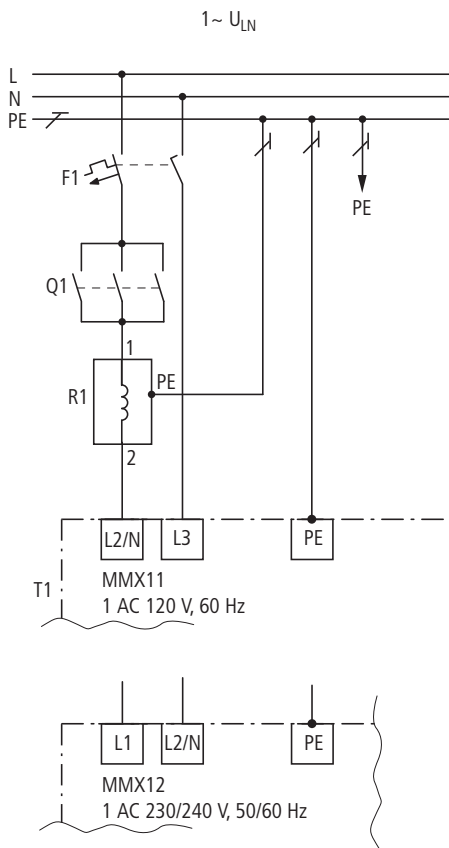 1~ U_LN
L
N
PE
F1
PE
Q1
1
PE
R1
2
L2/N L3 PE
T1
MMX11
1 AC 120 V, 60 Hz
L1 L2/N PE
MMX12
1 AC 230/240 V, 50/60 Hz